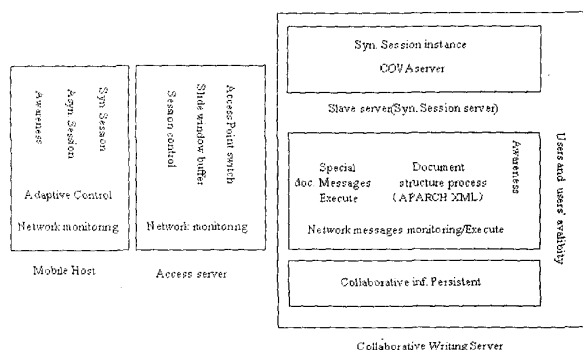 Syn. Session instance
COVA server
Slave server(Syn. Session server)
Awareness
Asyn Session
Syn Session
Adaptive Control
Network monitoring
Mobile Host
Session control
Slide window buffer
Access Point switch
Network monitoring
Access server
Special
doc. Messages
Execute
Document
structure process
(APARCH XML)
Awareness
Network messages monitoring/Execute
Users and users' avalibity
Collaborative inf. Persistent
Collaborative Writing Server